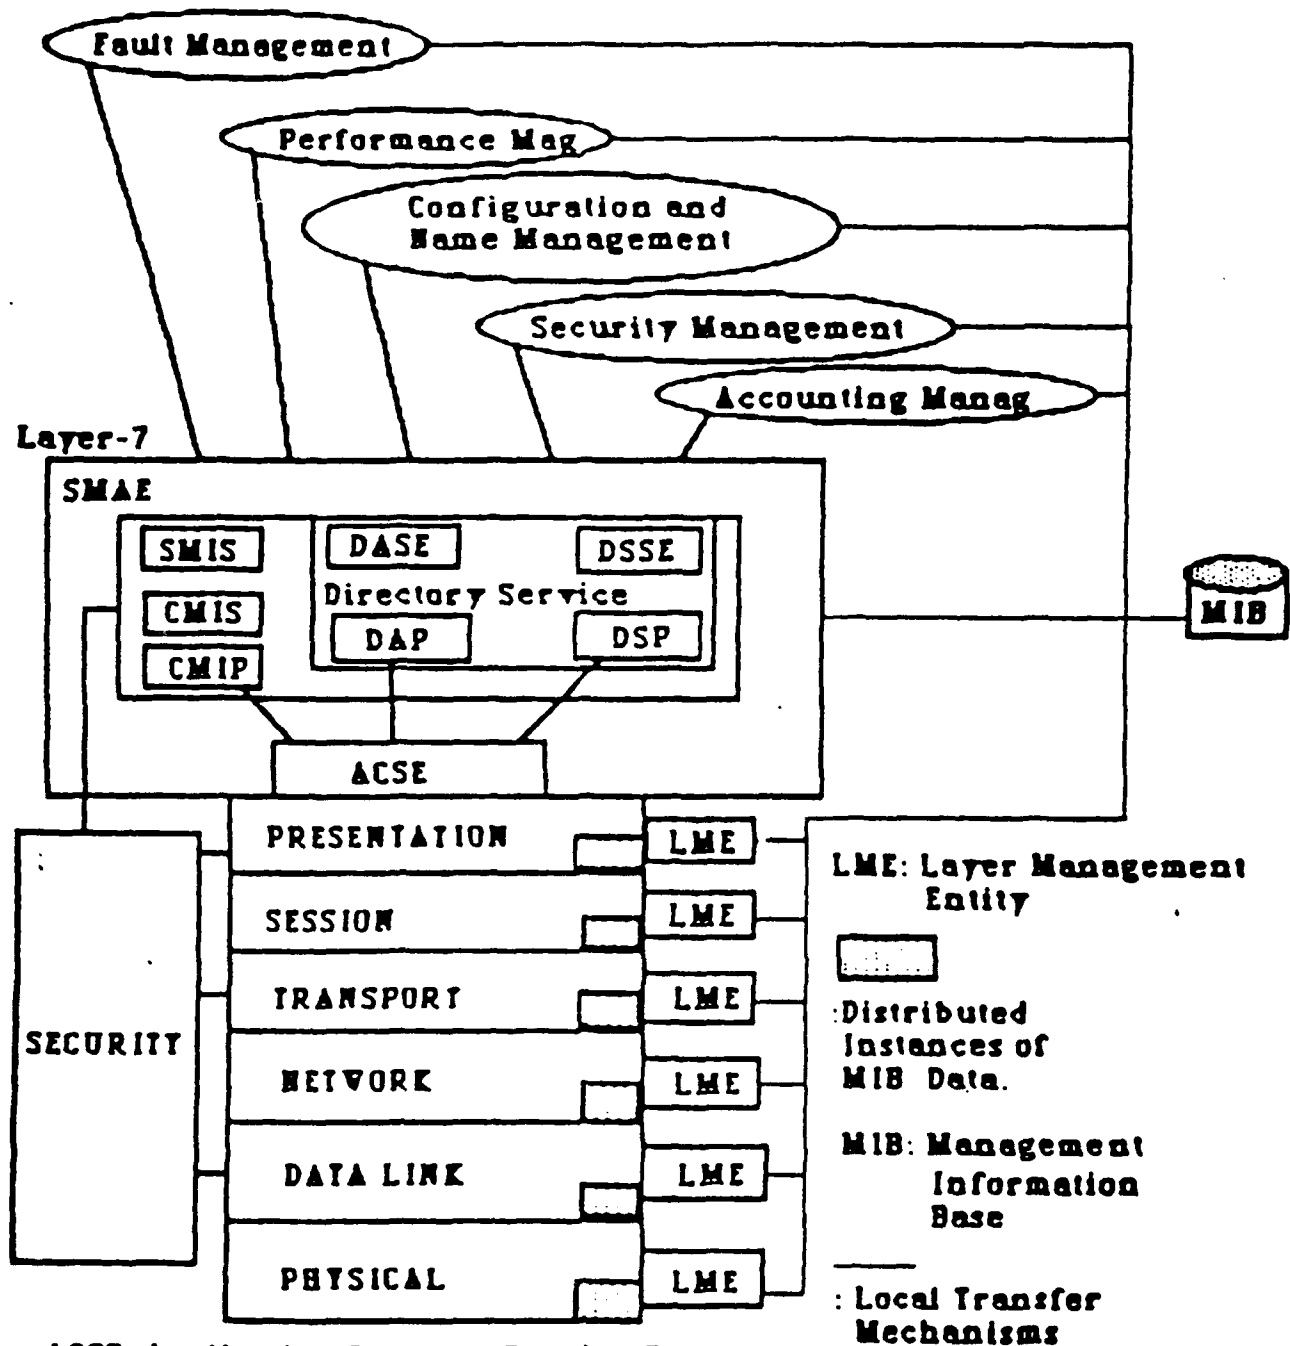 Fault Management
Performance Mag
Configuration and
Name Management
Security Management
Accounting Manag
Layer-7
SMAE
SMIS
DASE
DSSE
Directory Service
CMIS
DAP
DSP
CMIP
MIB
ACSE
PRESENTATION
LME
SESSION
LME
TRANSPORT
LME
SECURITY
NETWORK
LME
DATA LINK
LME
PHYSICAL
LME
LME: Layer Management
Entity
:Distributed
Instances of
MIB Data.
MIB: Management
Information
Base
: Local Transfer
Mechanisms